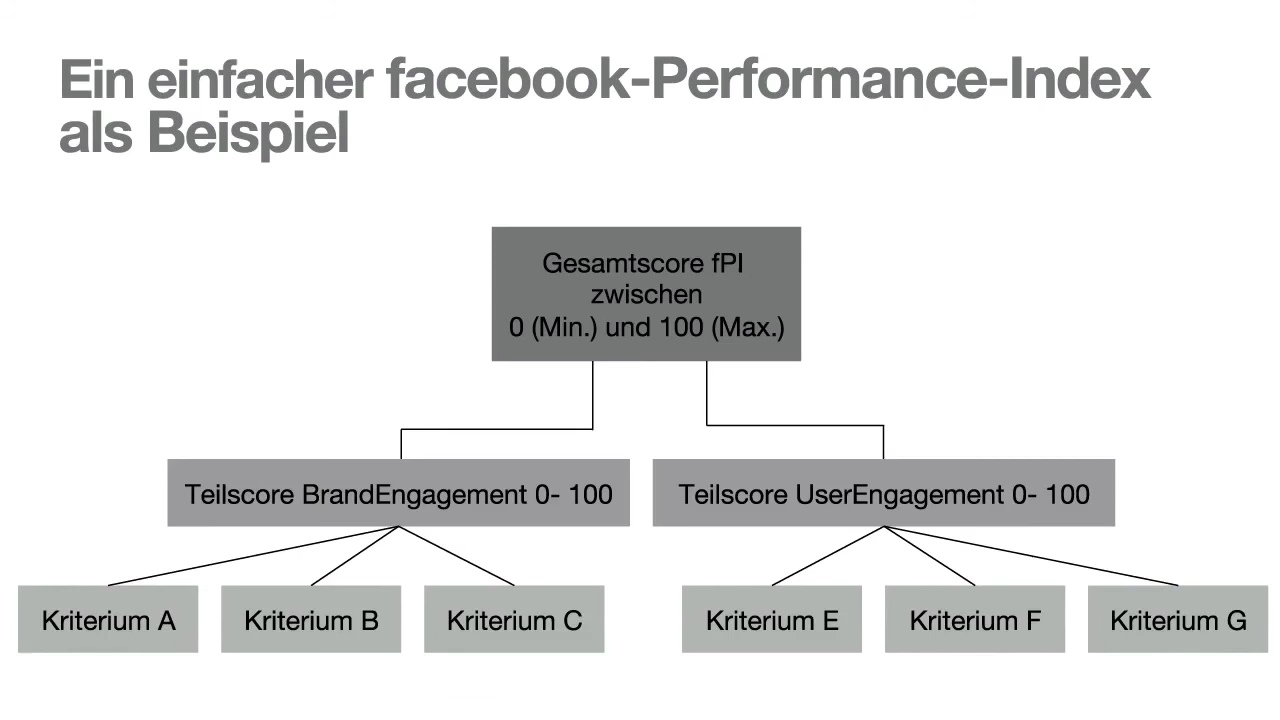 Ein einfacher facebook-Performance-Index
als Beispiel
Gesamtscore fPI
zwischen
0 (Min.) und 100 (Max.)
Teilscore BrandEngagement 0- 100
Teilscore UserEngagement 0- 100
Kriterium A
Kriterium B
Kriterium C
Kriterium E
Kriterium F
Kriterium G